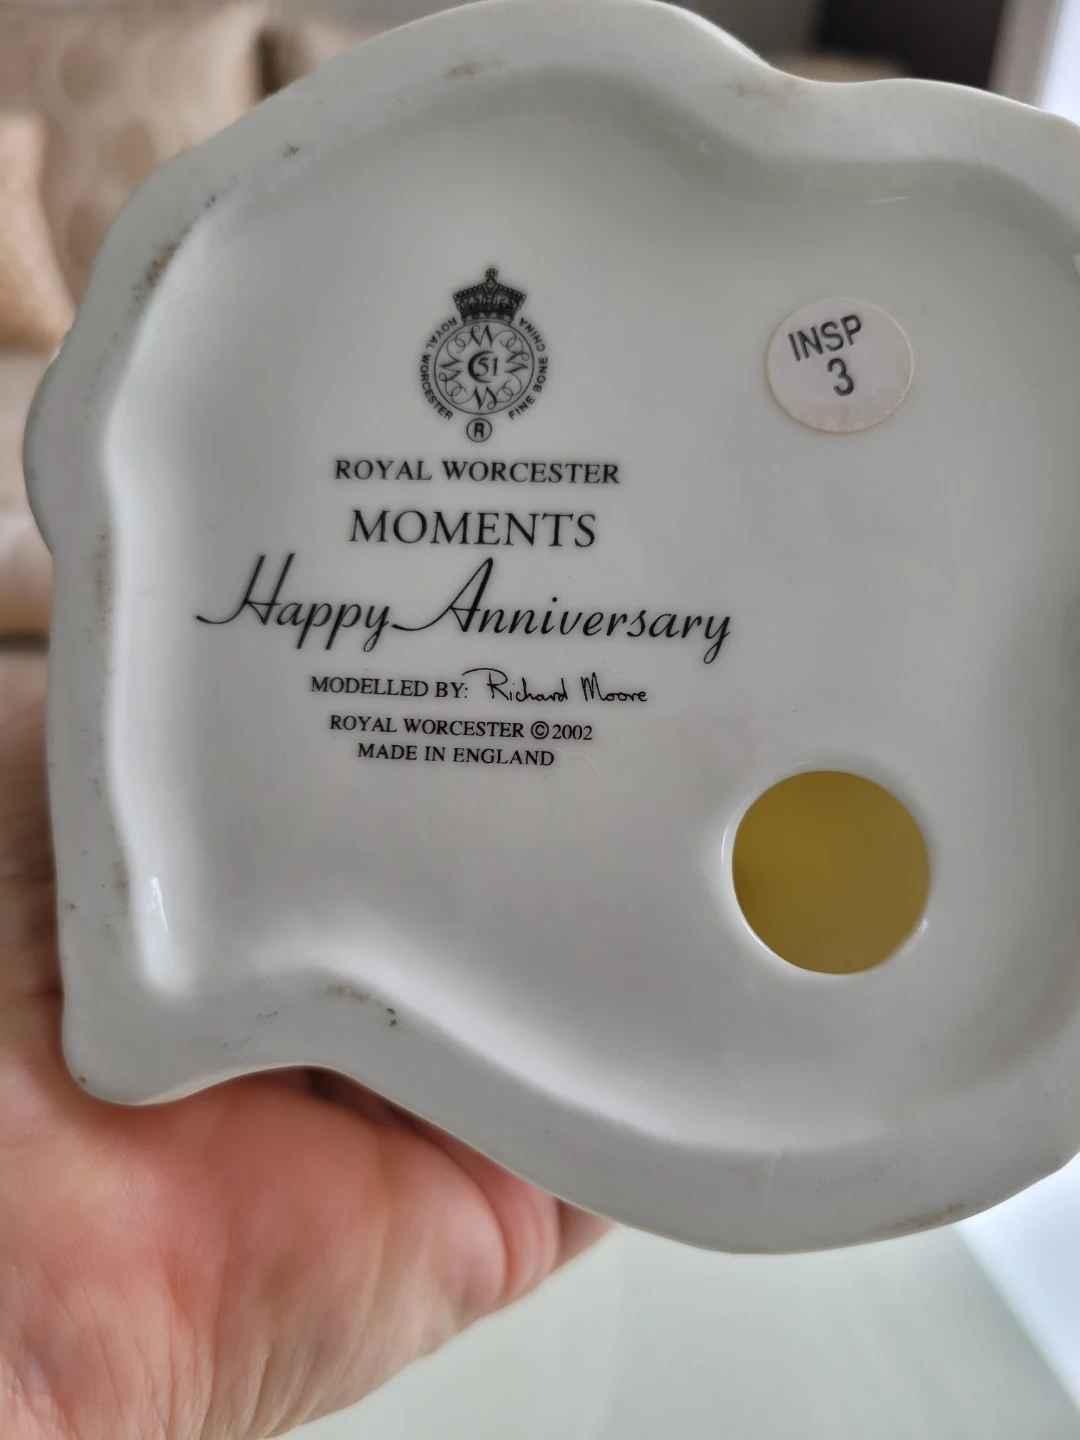 ROYAL WORCESTER FINE BONE CHINA
51
®
ROYAL WORCESTER
MOMENTS
Happy Anniversary
MODELLED BY: Richard Moore
ROYAL WORCESTER © 2002
MADE IN ENGLAND
INSP
3